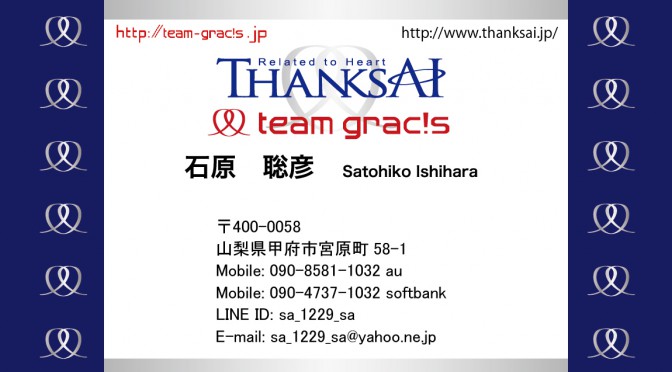 http://team-grac!s.jp http://www.thanksai.jp/
Related to Heart
THANKSAI
team grac!s
石原　聡彦 Satohiko Ishihara
〒400-0058
山梨県甲府市宮原町 58-1
Mobile: 090-8581-1032 au
Mobile: 090-4737-1032 softbank
LINE ID: sa_1229_sa
E-mail: sa_1229_sa@yahoo.ne.jp